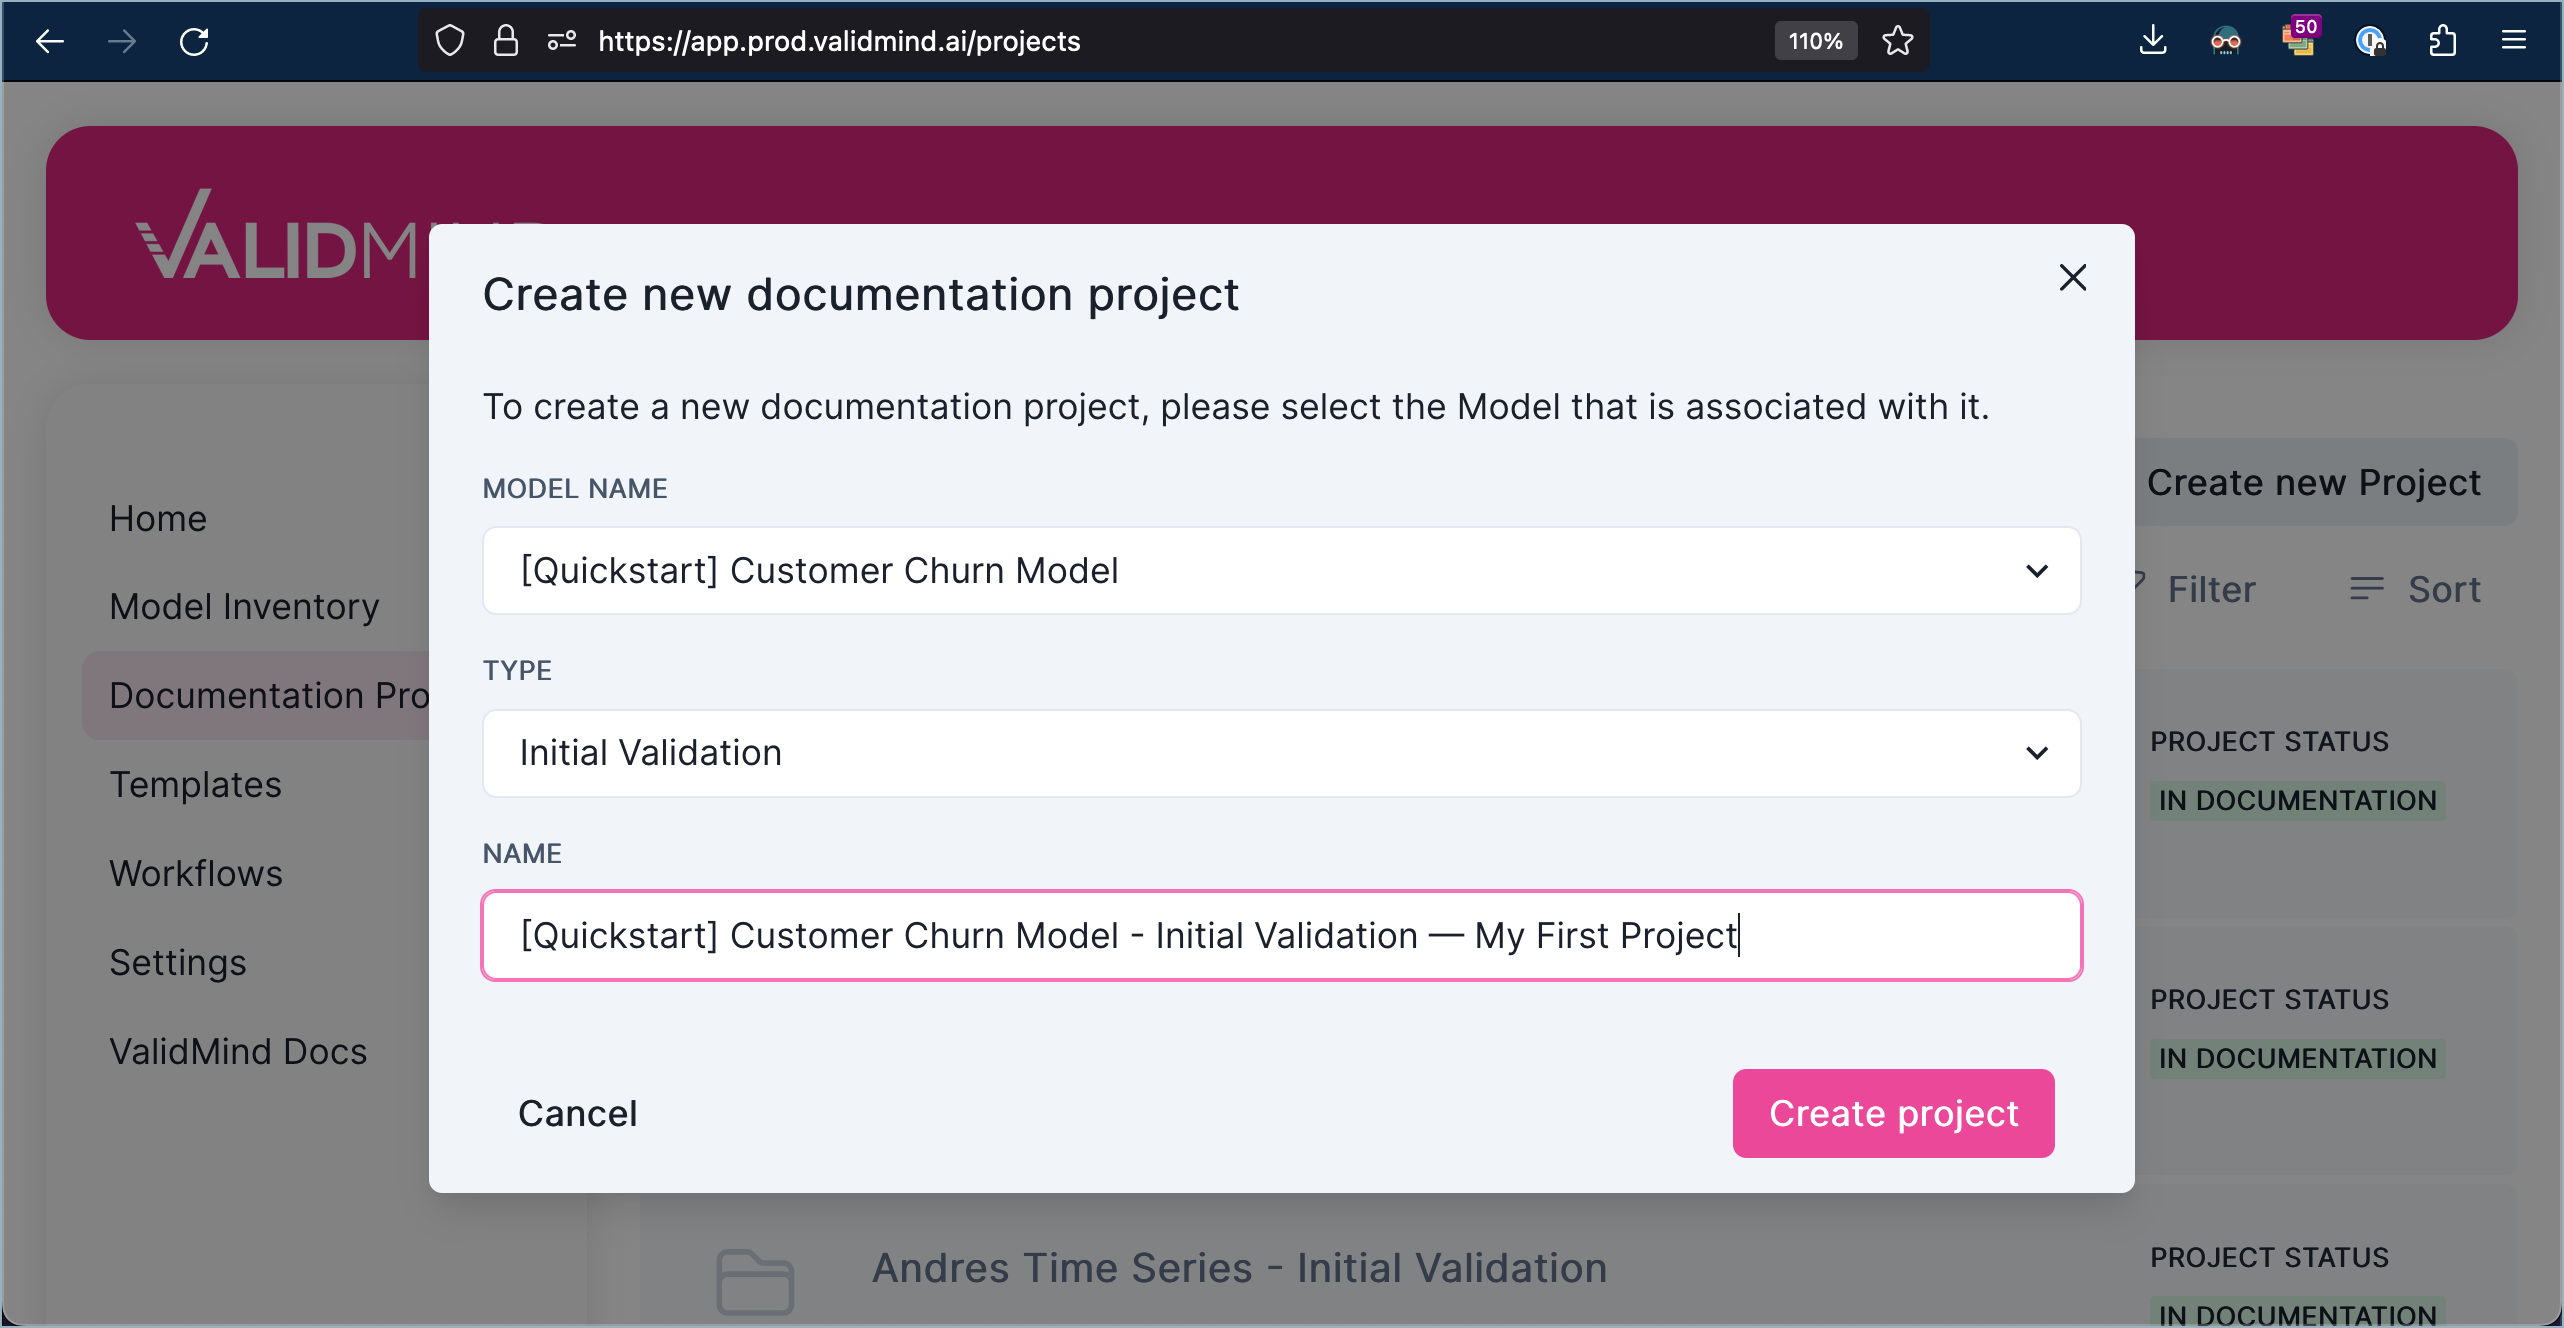 https://app.prod.validmind.ai/projects
110%
50
VALIDM
Create new documentation project
To create a new documentation project, please select the Model that is associated with it.
MODEL NAME
[Quickstart] Customer Churn Model
TYPE
Initial Validation
NAME
[Quickstart] Customer Churn Model - Initial Validation — My First Project
Cancel
Create project
Home
Model Inventory
Documentation Pro
Templates
Workflows
Settings
ValidMind Docs
Create new Project
Filter
Sort
PROJECT STATUS
IN DOCUMENTATION
PROJECT STATUS
IN DOCUMENTATION
Andres Time Series - Initial Validation
PROJECT STATUS
IN DOCUMENTATION